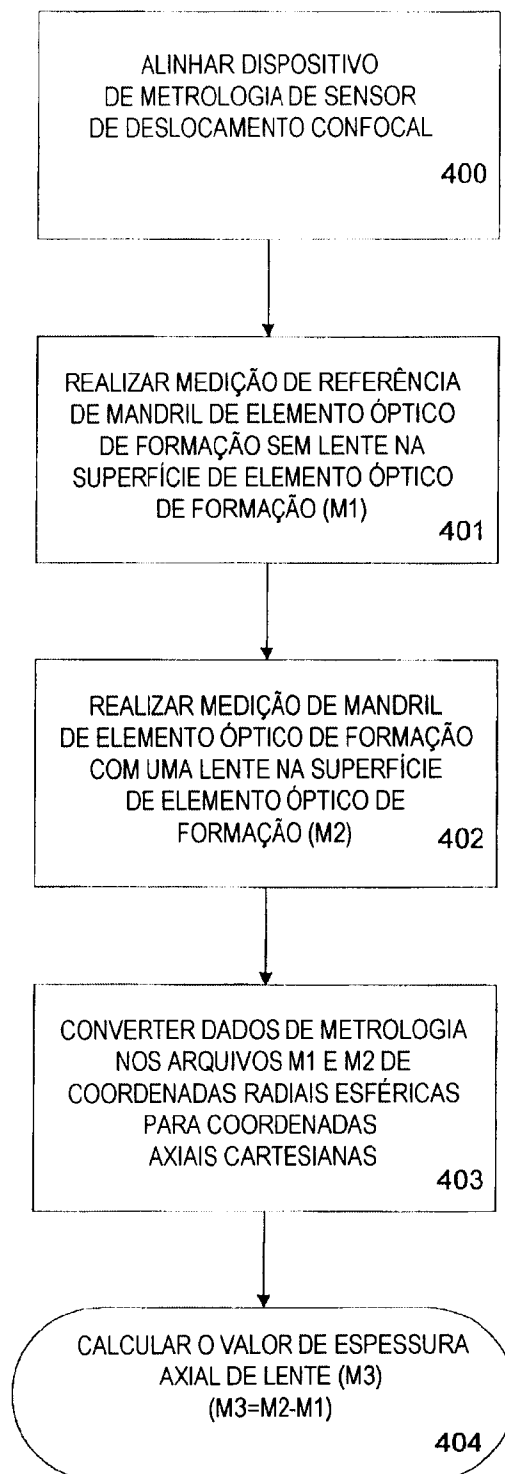 ALINHAR DISPOSITIVO
DE METROLOGIA DE SENSOR
DE DESLOCAMENTO CONFOCAL
400
REALIZAR MEDIÇÃO DE REFERÊNCIA
DE MANDRIL DE ELEMENTO ÓPTICO
DE FORMAÇÃO SEM LENTE NA
SUPERFÍCIE DE ELEMENTO ÓPTICO
DE FORMAÇÃO (M1)
401
REALIZAR MEDIÇÃO DE MANDRIL
DE ELEMENTO ÓPTICO DE FORMAÇÃO
COM UMA LENTE NA SUPERFÍCIE
DE ELEMENTO ÓPTICO DE
FORMAÇÃO (M2)
402
CONVERTER DADOS DE METROLOGIA
NOS ARQUIVOS M1 E M2 DE
COORDENADAS RADIAIS ESFÉRICAS
PARA COORDENADAS
AXIAIS CARTESIANAS
403
CALCULAR O VALOR DE ESPESSURA
AXIAL DE LENTE (M3)
(M3=M2-M1)
404